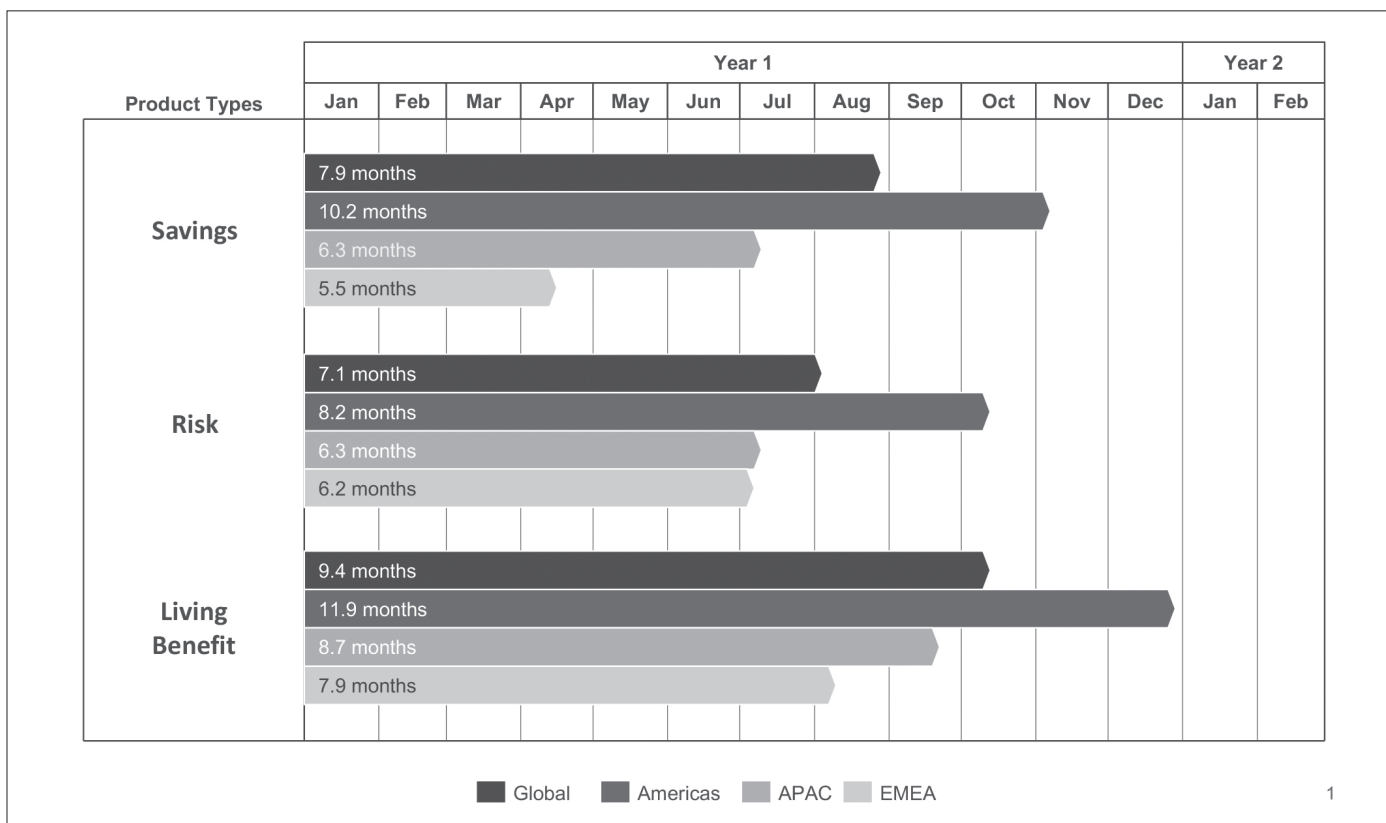 Year 1 Year 2
Product Types Jan Feb Mar Apr May Jun Jul Aug Sep Oct Nov Dec Jan Feb
Savings
7.9 months
10.2 months
6.3 months
5.5 months
Risk
7.1 months
8.2 months
6.3 months
6.2 months
Living
Benefit
9.4 months
11.9 months
8.7 months
7.9 months
Global Americas APAC EMEA
1